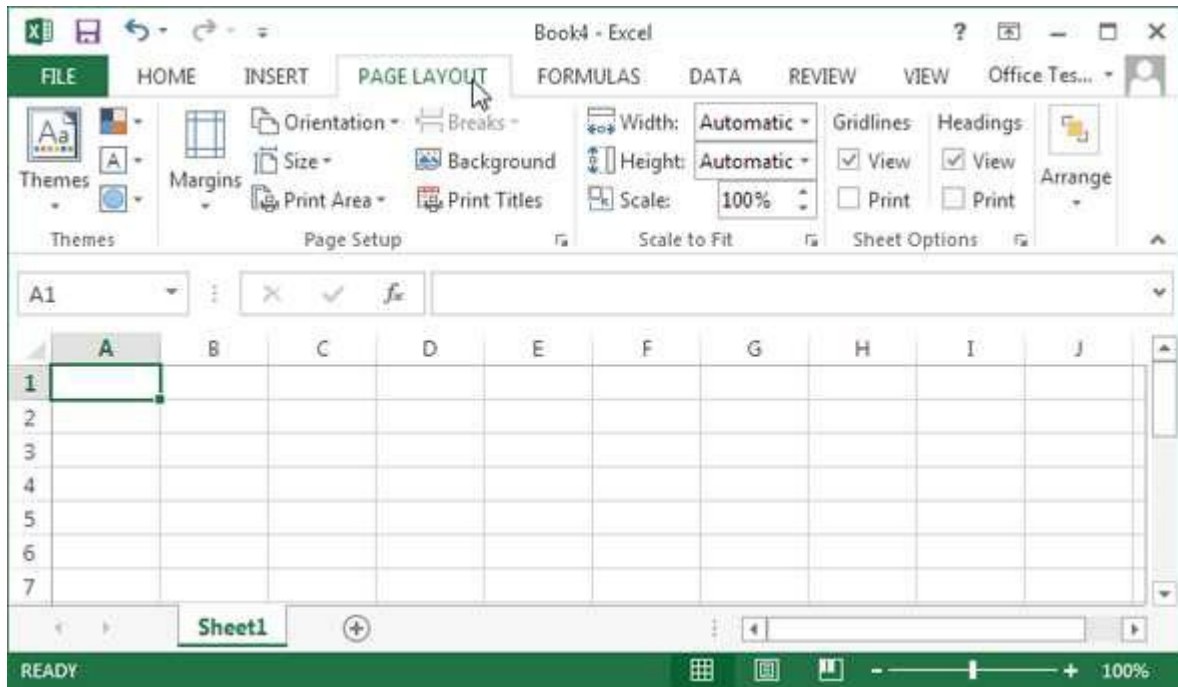 Book4 - Excel
FILE HOME INSERT PAGE LAYOUT FORMULAS DATA REVIEW VIEW Office Tes...
Aa Themes
A
Margins
Orientation
Size
Print Area
Breaks
Background
Print Titles
Width: Automatic
Height: Automatic
Scale: 100%
Gridlines
View
Print
Headings
View
Print
Arrange
Themes Page Setup Scale to Fit Sheet Options
A1 fx
A B C D E F G H I J
1
2
3
4
5
6
7
Sheet1
READY 100%